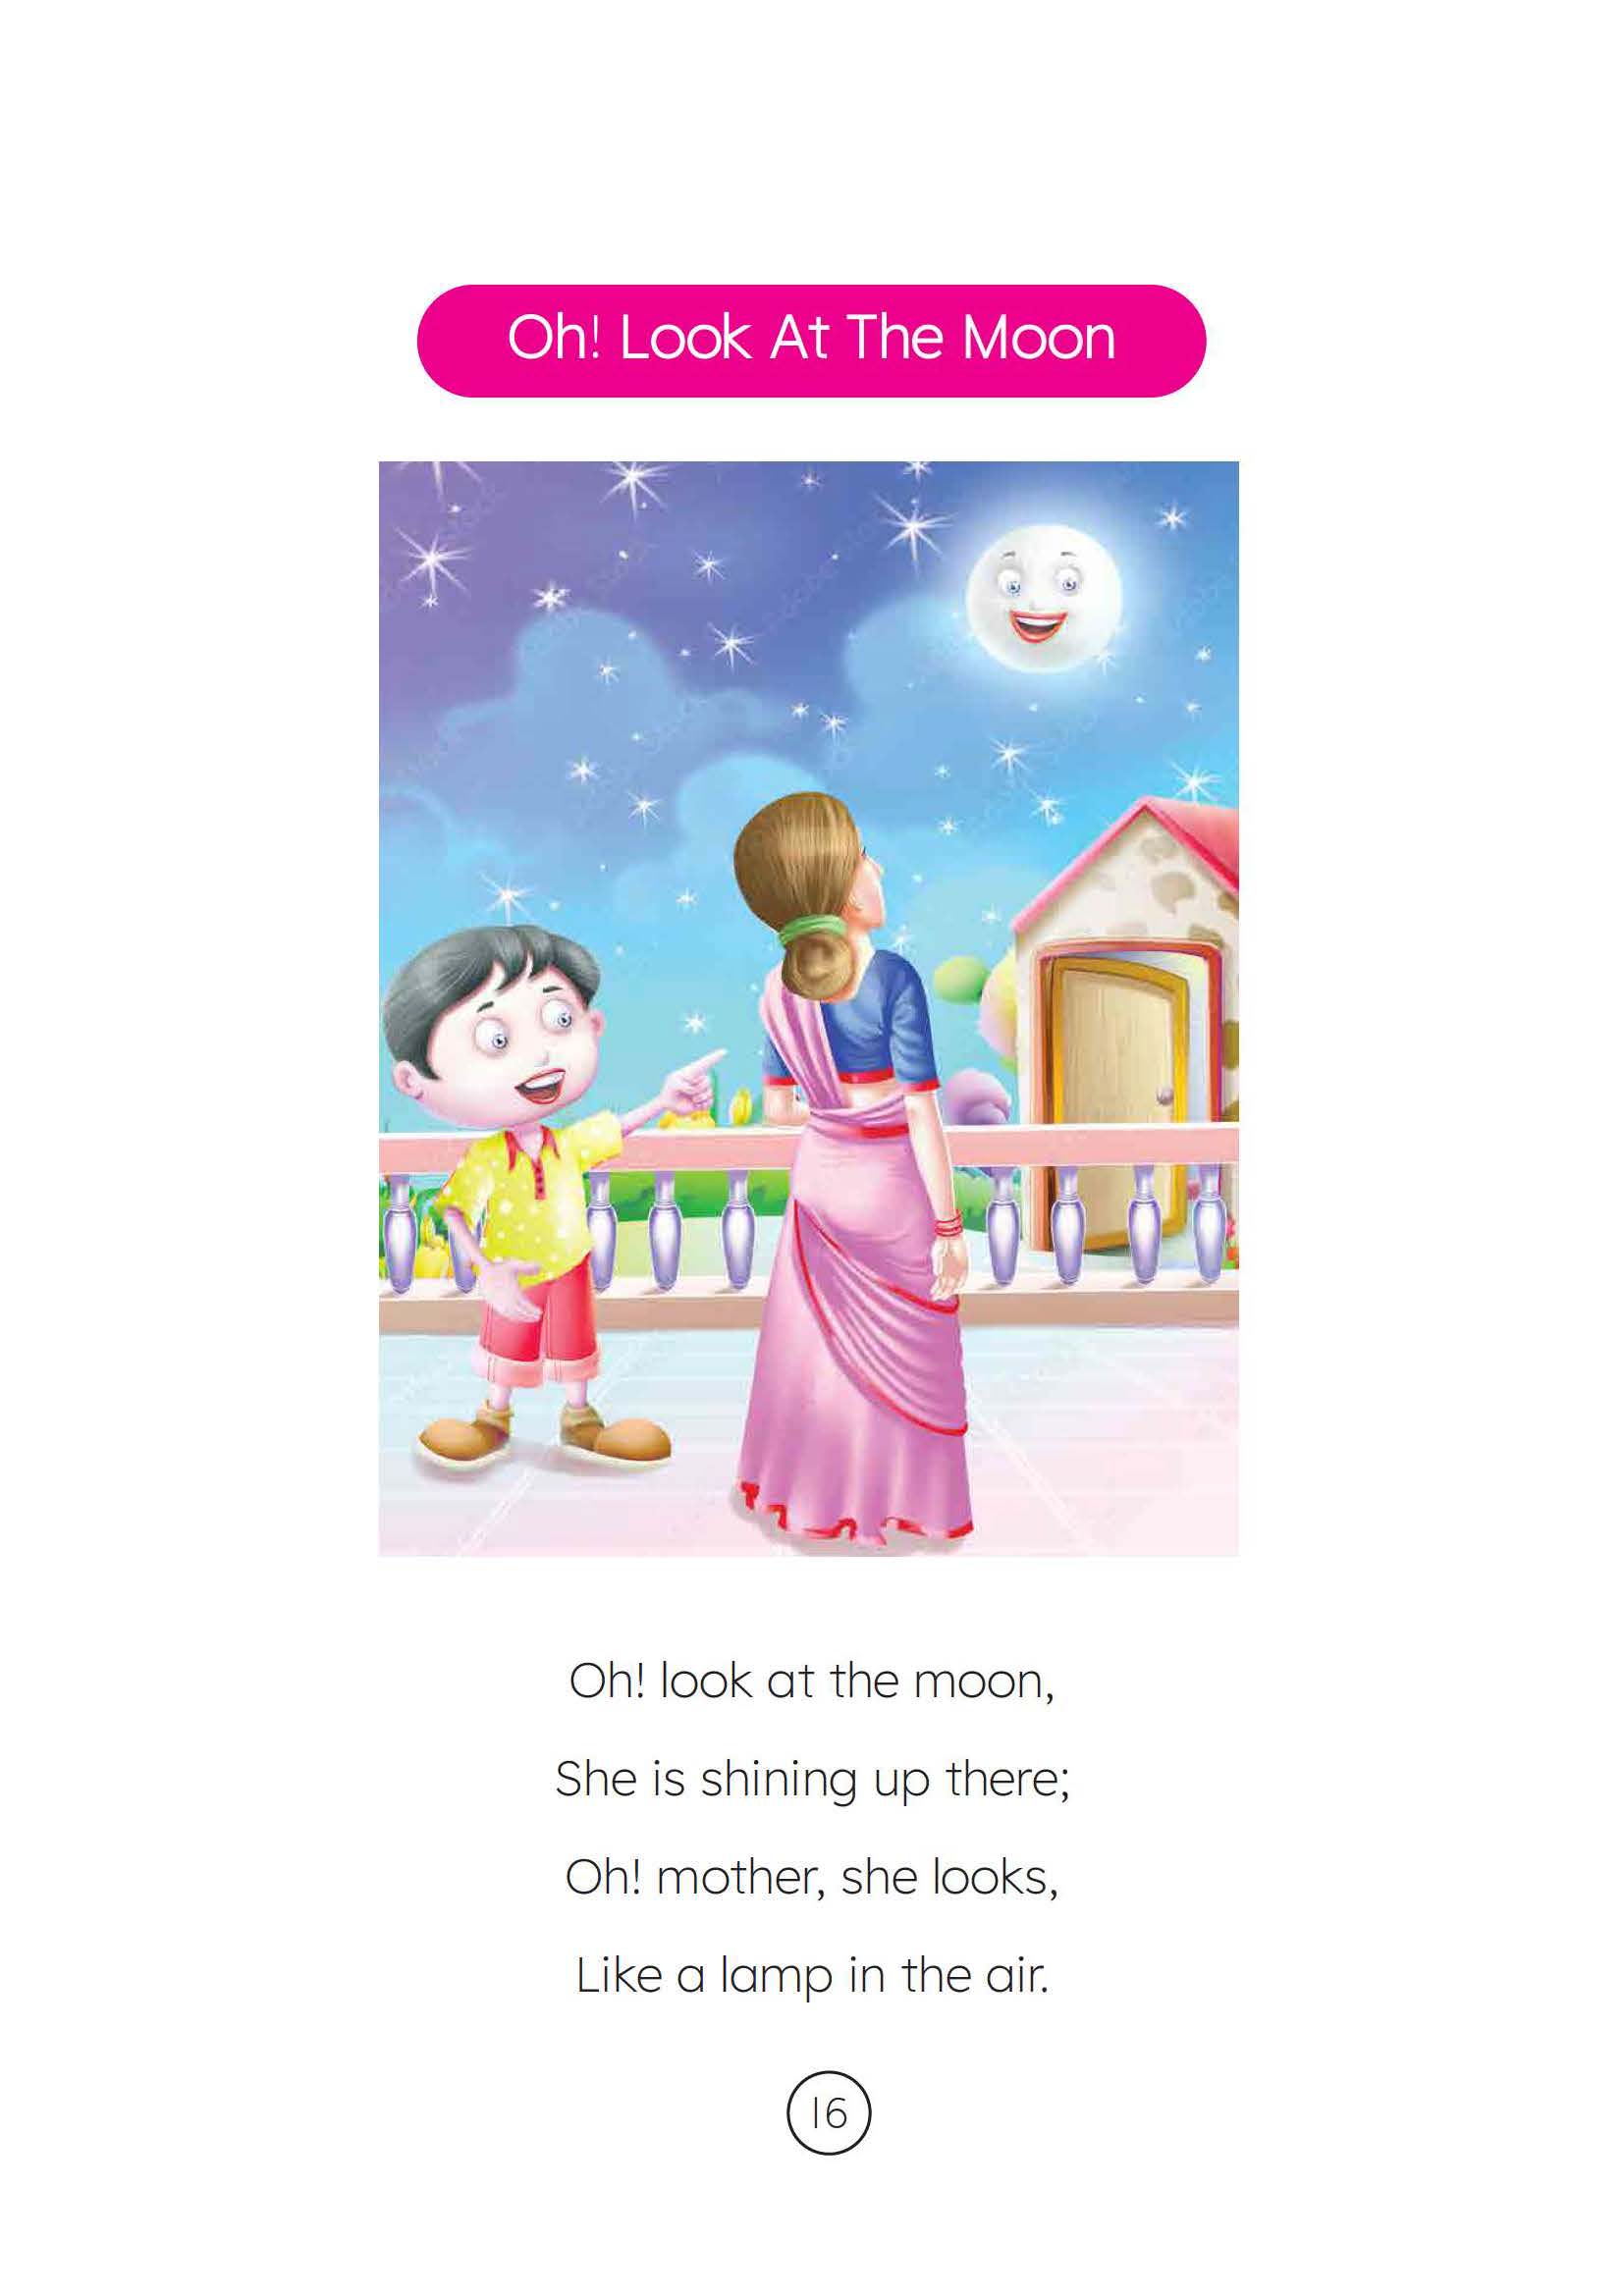 Oh! Look At The Moon
Oh! look at the moon,
She is shining up there;
Oh! mother, she looks,
Like a lamp in the air.
16